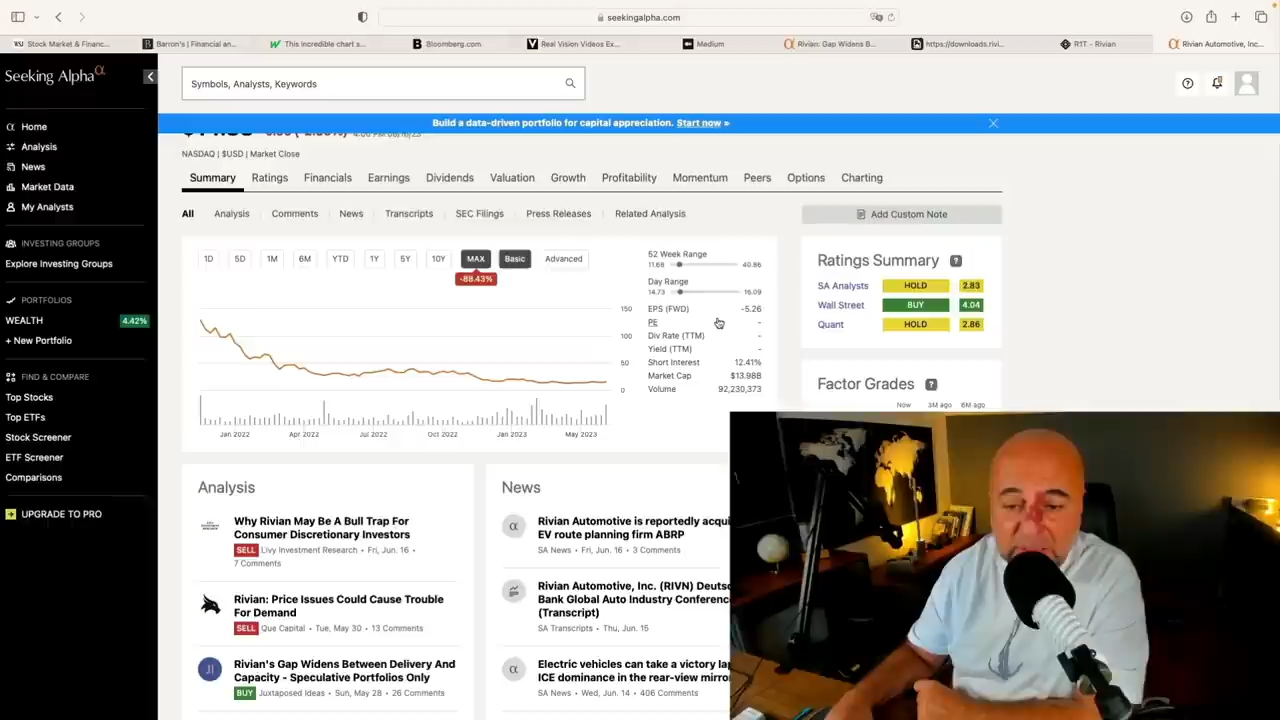 seekingalpha.com
Stock Market & Financ...
Barron's | Financial an...
This incredible chart s...
Bloomberg.com
Real Vision Videos Ex...
Medium
Rivian: Gap Widens B...
https://downloads.rivi...
R1T - Rivian
Rivian Automotive, Inc...
Seeking Alpha α
Symbols, Analysts, Keywords
Build a data-driven portfolio for capital appreciation. Start now »
Home
Analysis
News
Market Data
My Analysts
INVESTING GROUPS
Explore Investing Groups
PORTFOLIOS
WEALTH 4.42%
+ New Portfolio
FIND & COMPARE
Top Stocks
Top ETFs
Stock Screener
ETF Screener
Comparisons
UPGRADE TO PRO
NASDAQ | $USD | Market Close
Summary Ratings Financials Earnings Dividends Valuation Growth Profitability Momentum Peers Options Charting
All Analysis Comments News Transcripts SEC Filings Press Releases Related Analysis
Add Custom Note
1D 5D 1M 6M YTD 1Y 5Y 10Y MAX Basic Advanced
-88.43%
150
100
50
0
Jan 2022 Apr 2022 Jul 2022 Oct 2022 Jan 2023 May 2023
52 Week Range
11.68 40.86
Day Range
14.73 16.09
EPS (FWD) -5.26
PE -
Div Rate (TTM) -
Yield (TTM) -
Short Interest 12.41%
Market Cap $13.98B
Volume 92,230,373
Ratings Summary ?
SA Analysts HOLD 2.83
Wall Street BUY 4.04
Quant HOLD 2.86
Factor Grades ?
Now 3M ago 6M ago
Analysis
Why Rivian May Be A Bull Trap For
Consumer Discretionary Investors
SELL Livy Investment Research • Fri, Jun. 16 •
7 Comments
Rivian: Price Issues Could Cause Trouble
For Demand
SELL Que Capital • Tue, May 30 • 13 Comments
Rivian's Gap Widens Between Delivery And
Capacity - Speculative Portfolios Only
JI
BUY Juxtaposed Ideas • Sun, May 28 • 26 Comments
News
Rivian Automotive is reportedly acqui
EV route planning firm ABRP
SA News • Fri, Jun. 16 • 3 Comments
Rivian Automotive, Inc. (RIVN) Deutsc
Bank Global Auto Industry Conference
(Transcript)
SA Transcripts • Thu, Jun. 15
Electric vehicles can take a victory lap
ICE dominance in the rear-view mirro
SA News • Wed, Jun. 14 • 406 Comments